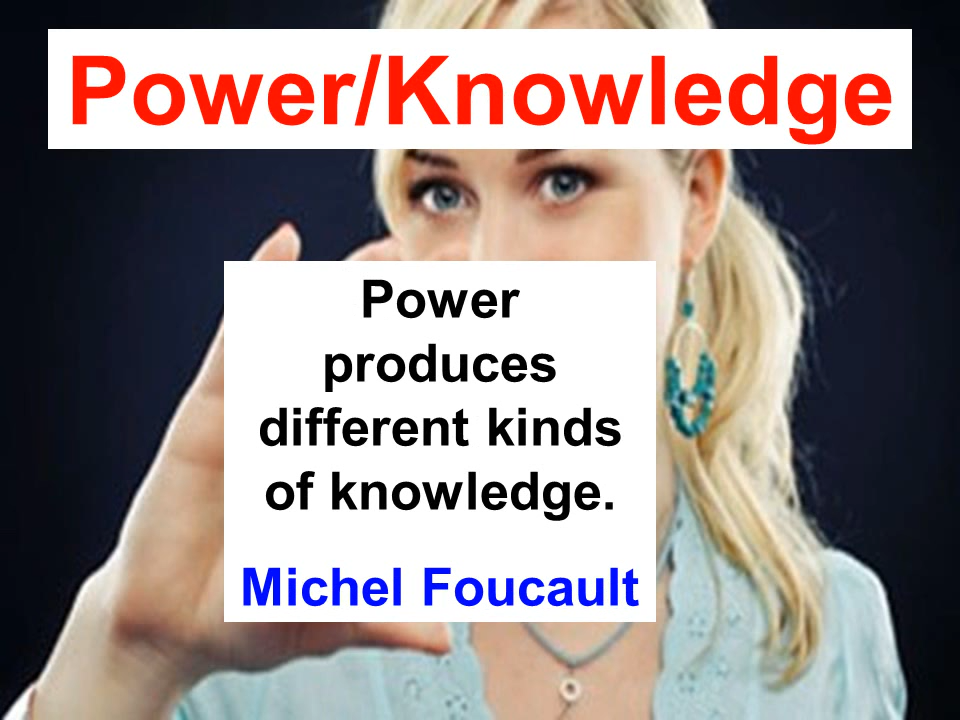 Power/Knowledge
Power
produces
different kinds
of knowledge.
Michel Foucault